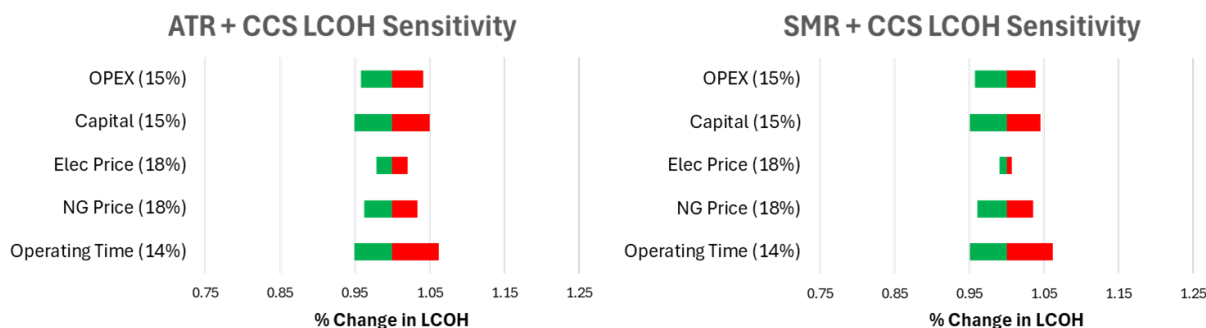 ATR + CCS LCOH Sensitivity
OPEX (15%)
Capital (15%)
Elec Price (18%)
NG Price (18%)
Operating Time (14%)
0.75 0.85 0.95 1.05 1.15 1.25
% Change in LCOH
SMR + CCS LCOH Sensitivity
OPEX (15%)
Capital (15%)
Elec Price (18%)
NG Price (18%)
Operating Time (14%)
0.75 0.85 0.95 1.05 1.15 1.25
% Change in LCOH